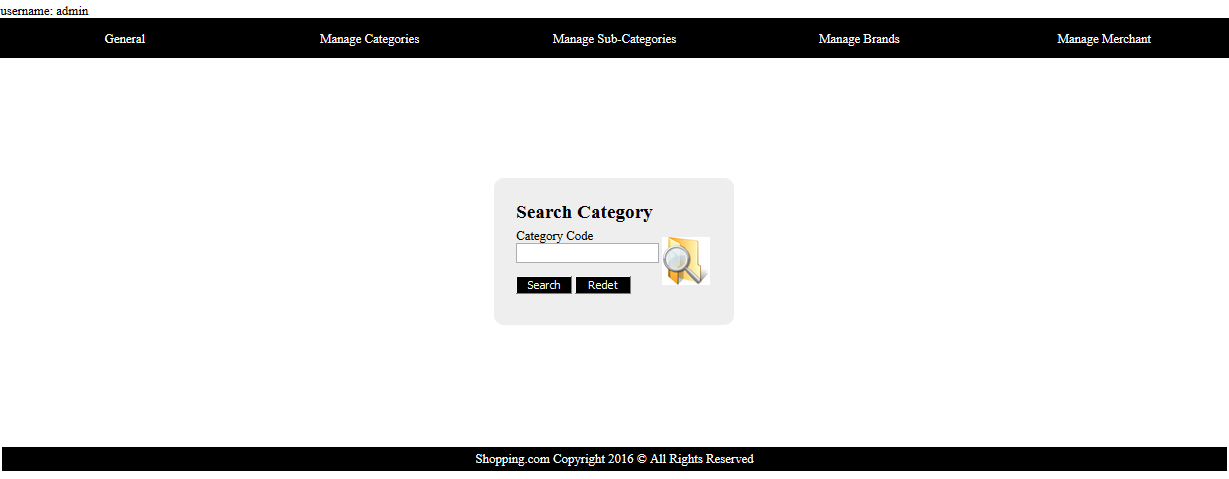 username: admin
General Manage Categories Manage Sub-Categories Manage Brands Manage Merchant
Search Category
Category Code
Search Redet
Shopping.com Copyright 2016 © All Rights Reserved